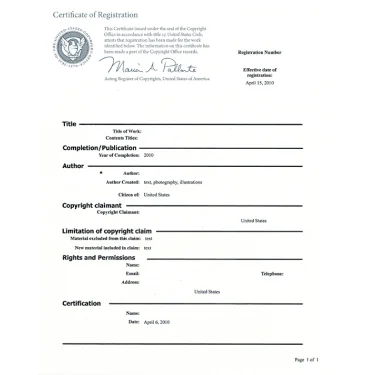 Certificate of Registration
This Certificate issued under the seal of the Copyright
Office in accordance with title 17, United States Code,
attests that registration has been made for the work
identified below. The information on this certificate has
been made a part of the Copyright Office records.
Maria A. Pallante
Acting Register of Copyrights, United States of America
Registration Number
Effective date of
registration:
April 15, 2010
Title
Title of Work:
Contents Titles:
Completion/Publication
Year of Completion: 2010
Author
* Author:
Author Created: text, photography, illustrations
Citizen of: United States
Copyright claimant
Copyright Claimant:
United States
Limitation of copyright claim
Material excluded from this claim: text
New material included in claim: text
Rights and Permissions
Name:
Email: Telephone:
Address:
United States
Certification
Name:
Date: April 6, 2010
Page 1 of 1